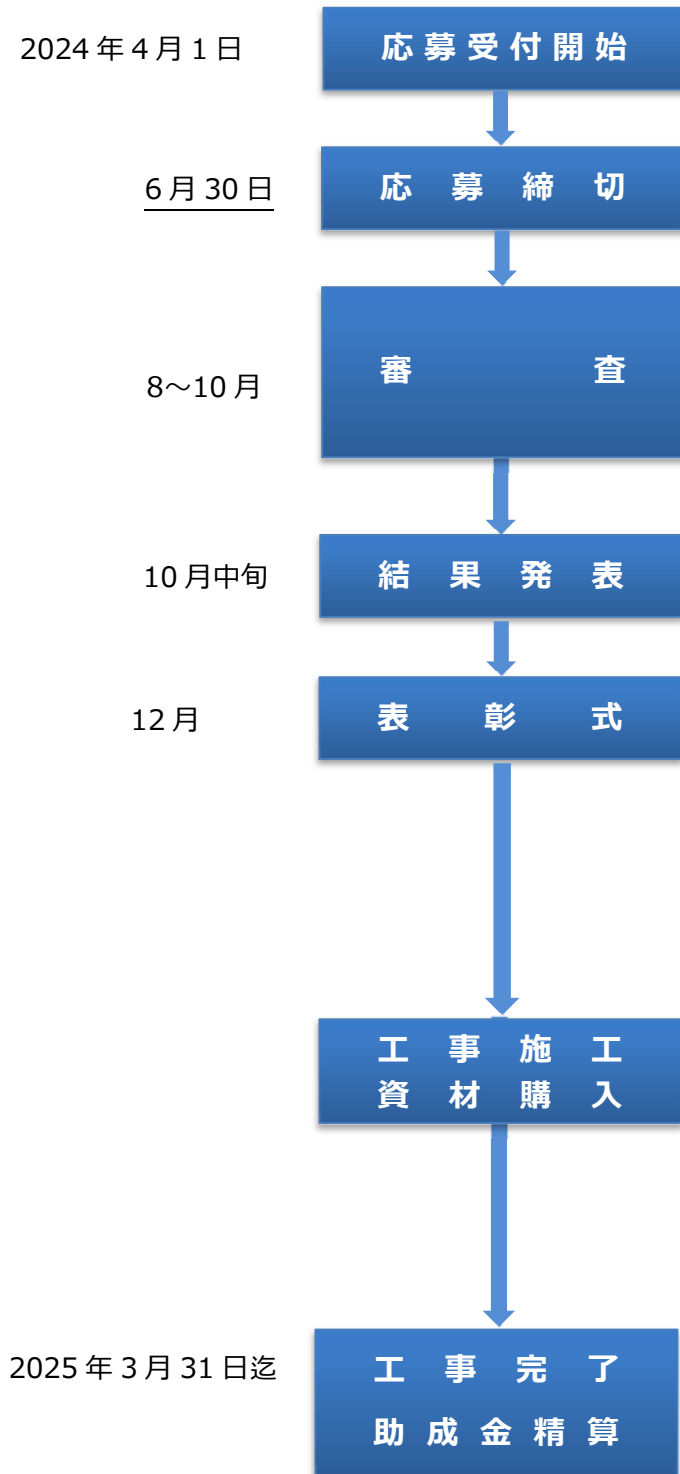 2024年4月1日
応募受付開始
6月30日
応募締切
8～10月
審査
10月中旬
結果発表
12月
表彰式
工事施工
資材購入
2025年3月31日迄
工事完了
助成金精算